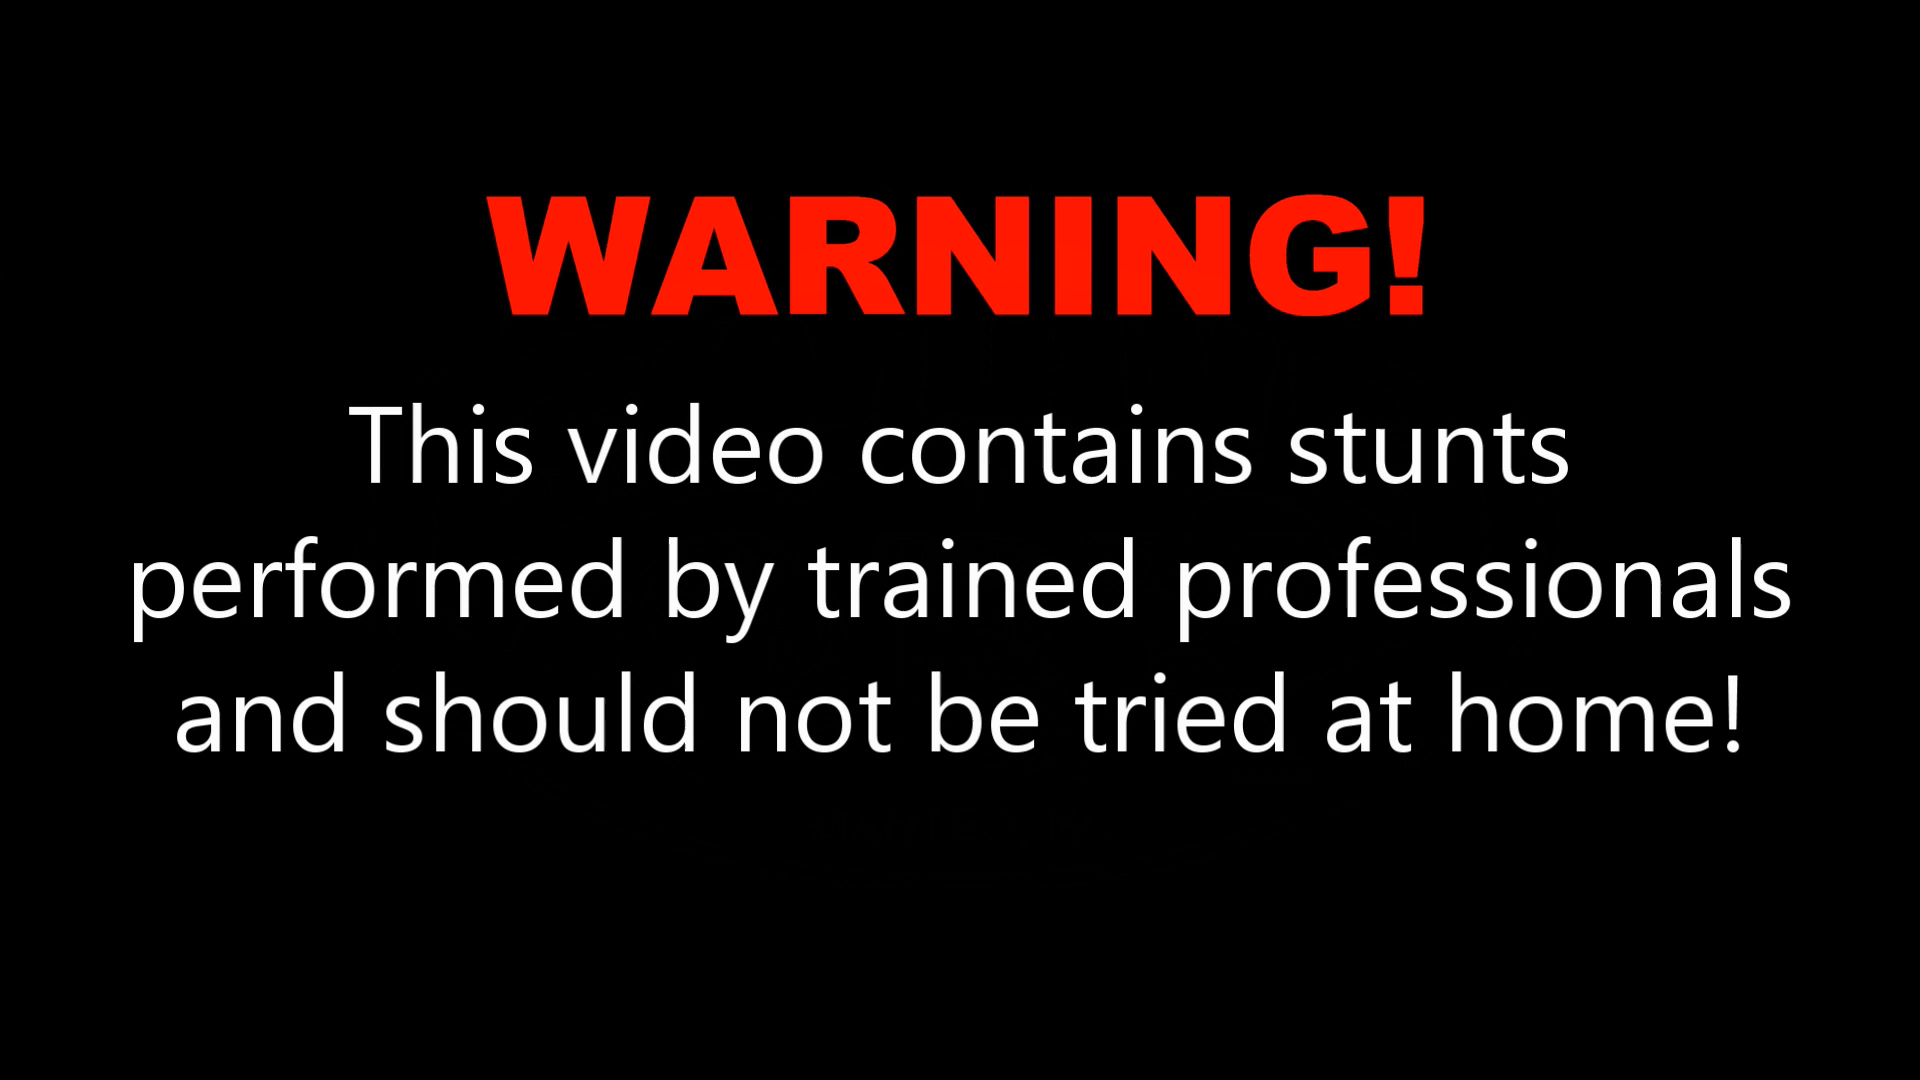 WARNING!
This video contains stunts
performed by trained professionals
and should not be tried at home!